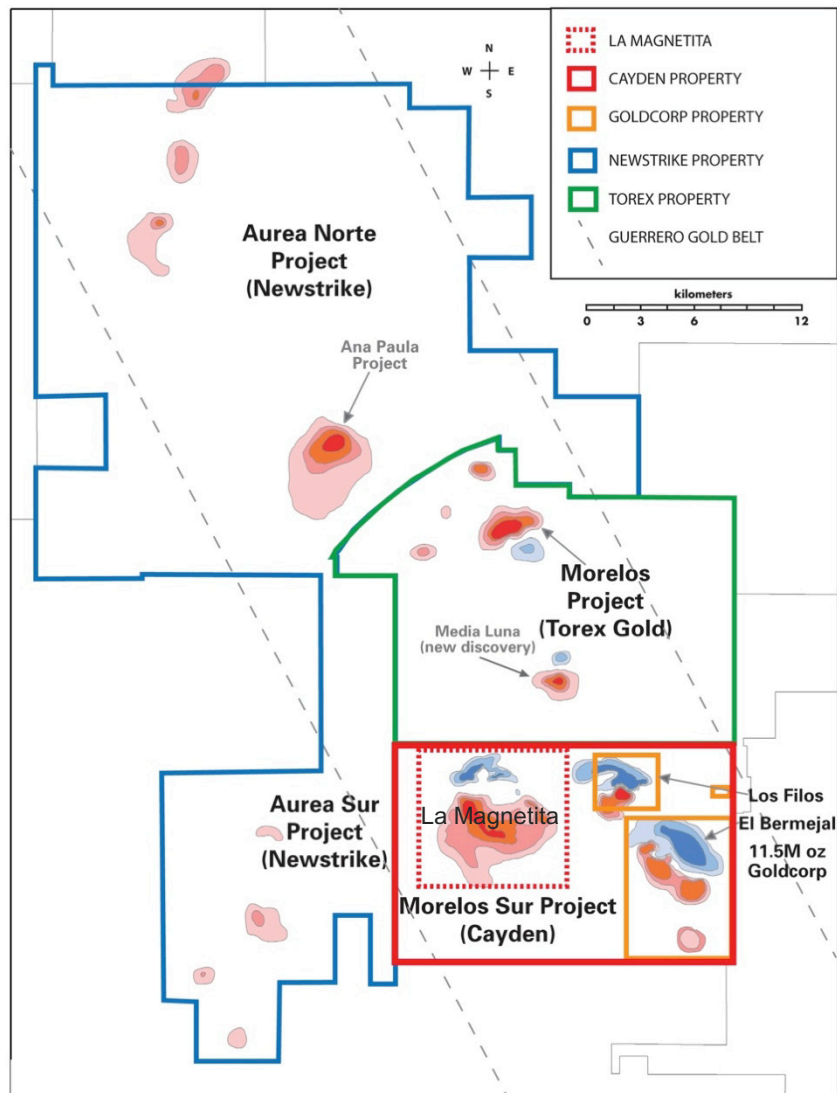 N
W E
S
LA MAGNETITA
CAYDEN PROPERTY
GOLDCORP PROPERTY
NEWSTRIKE PROPERTY
TOREX PROPERTY
GUERRERO GOLD BELT
kilometers
0 3 6 12
Aurea Norte
Project
(Newstrike)
Ana Paula
Project
Morelos
Project
(Torex Gold)
Media Luna
(new discovery)
Aurea Sur
Project
(Newstrike)
La Magnetita
Los Filos
El Bermejal
11.5M oz
Goldcorp
Morelos Sur Project
(Cayden)